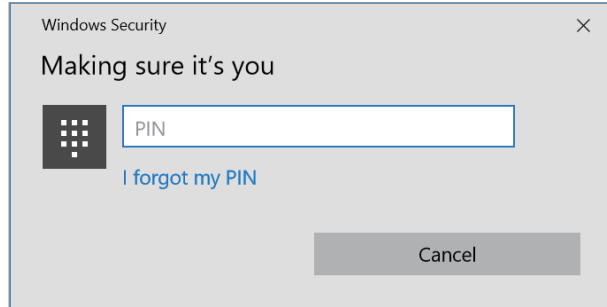 Windows Security
Making sure it's you
PIN
I forgot my PIN
Cancel